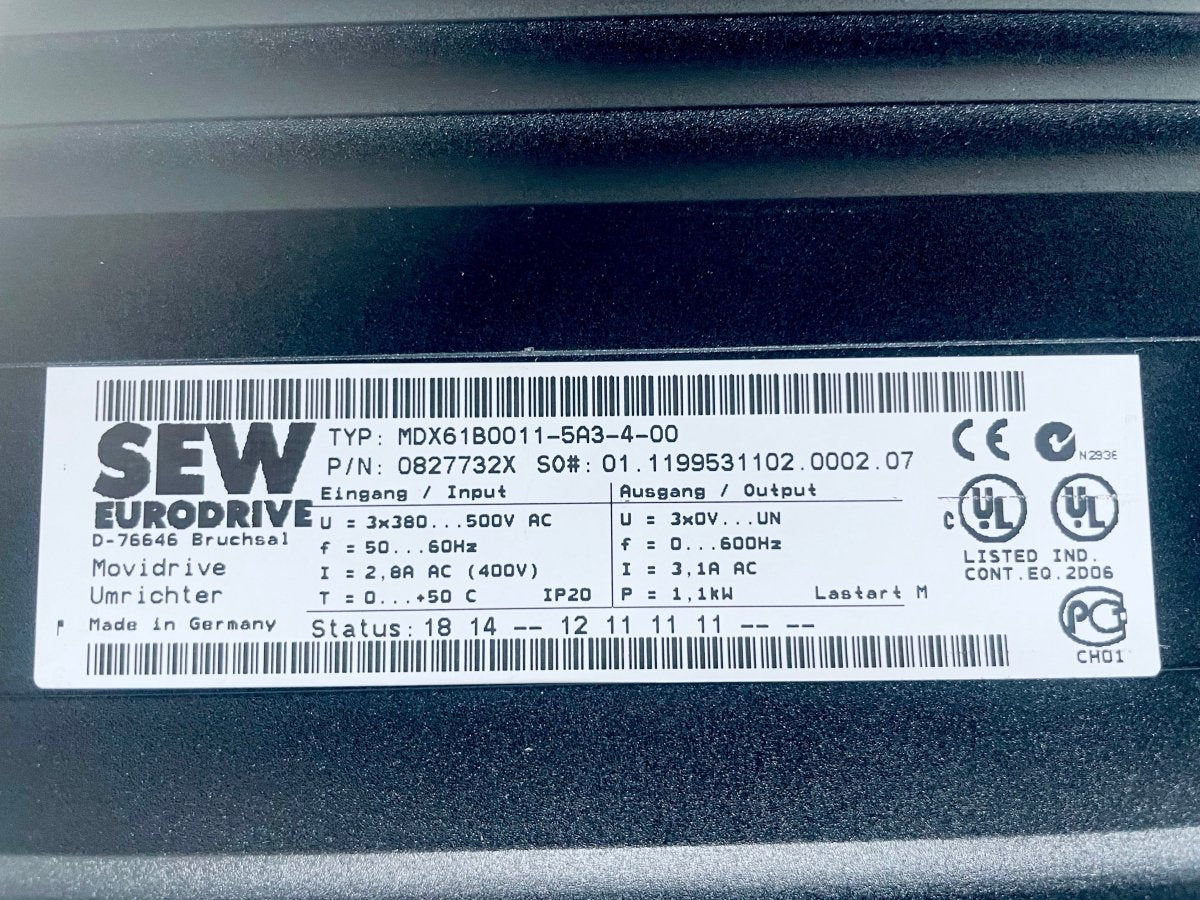 SEW
EURODRIVE
D-76646 Bruchsal
Movidrive
Umrichter
Made in Germany
TYP: MDX61B0011-5A3-4-00
P/N: 0827732X SO#: 01.1199531102.0002.07
Eingang / Input
U = 3x380...500V AC
f = 50...60Hz
I = 2,8A AC (400V)
T = 0...+50 C IP20
Ausgang / Output
U = 3x0V...UN
f = 0...600Hz
I = 3,1A AC
P = 1,1kW Lastart M
Status: 18 14 -- 12 11 11 11 -- --
CE
N2936
C UL UL
LISTED IND.
CONT.EQ.2D06
PC
CH01